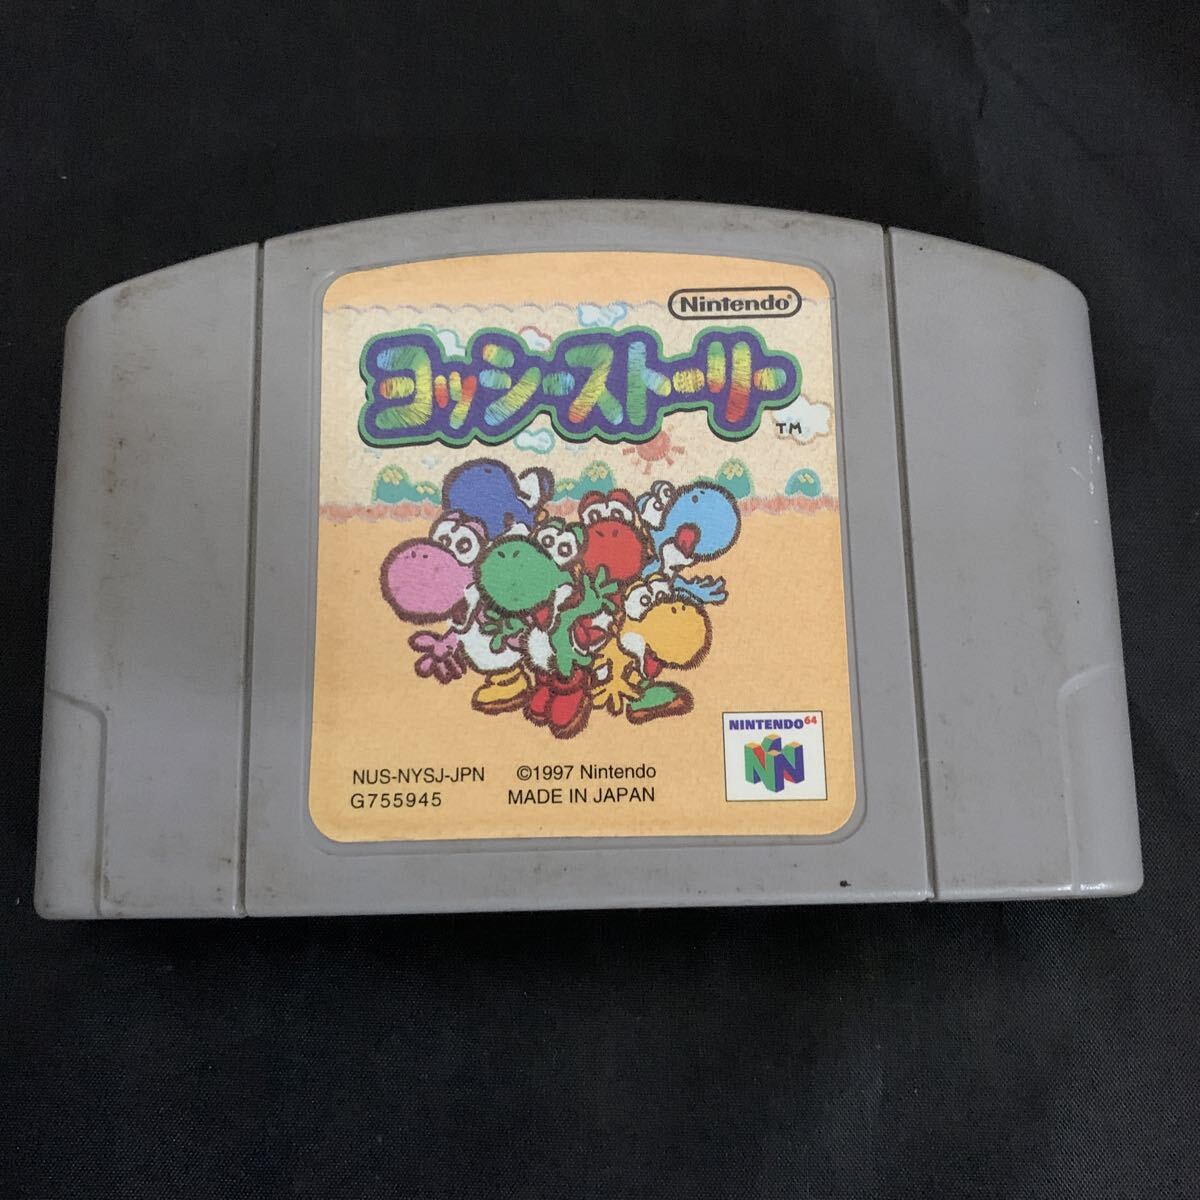 Nintendo®
ヨッシーストーリー
TM
NINTENDO64
NUS-NYSJ-JPN ©1997 Nintendo
G755945 MADE IN JAPAN